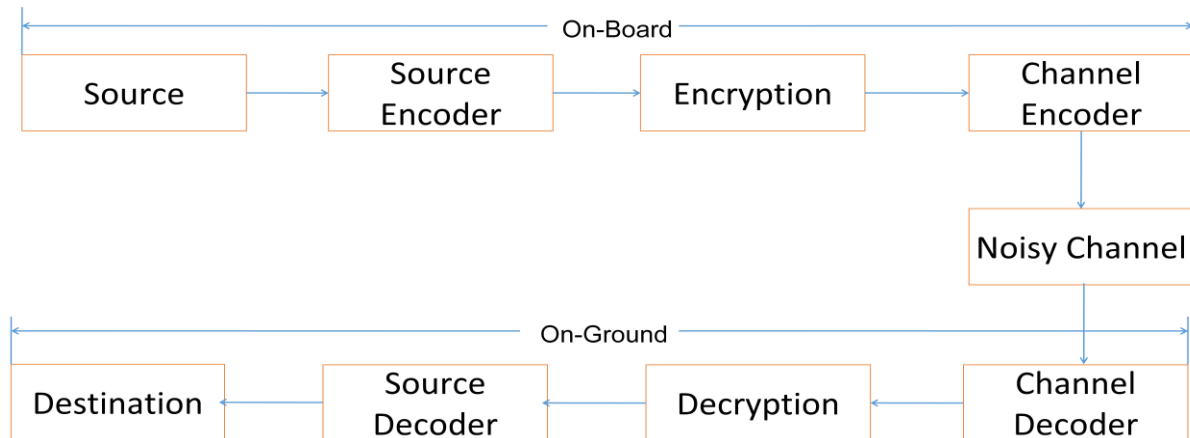 On-Board
Source
Source
Encoder
Encryption
Channel
Encoder
Noisy Channel
On-Ground
Destination
Source
Decoder
Decryption
Channel
Decoder